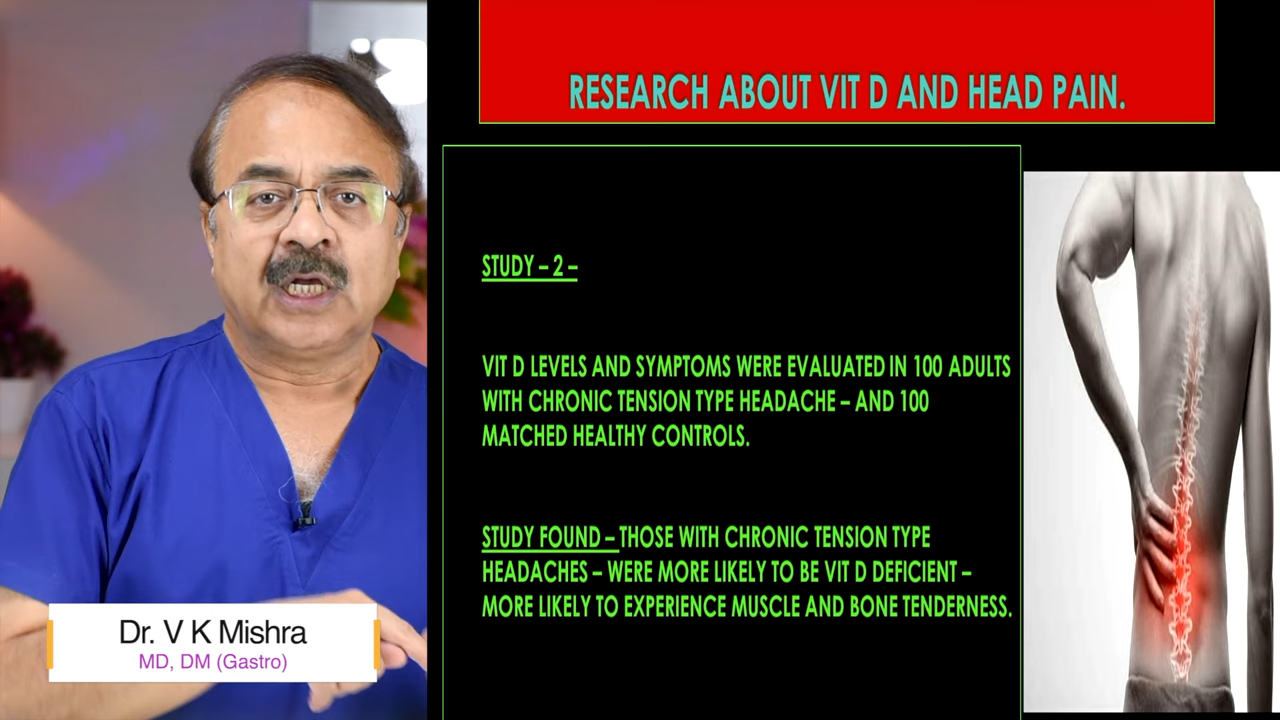 RESEARCH ABOUT VIT D AND HEAD PAIN.
STUDY – 2 –
VIT D LEVELS AND SYMPTOMS WERE EVALUATED IN 100 ADULTS
WITH CHRONIC TENSION TYPE HEADACHE – AND 100
MATCHED HEALTHY CONTROLS.
STUDY FOUND – THOSE WITH CHRONIC TENSION TYPE
HEADACHES – WERE MORE LIKELY TO BE VIT D DEFICIENT –
MORE LIKELY TO EXPERIENCE MUSCLE AND BONE TENDERNESS.
Dr. V K Mishra
MD, DM (Gastro)